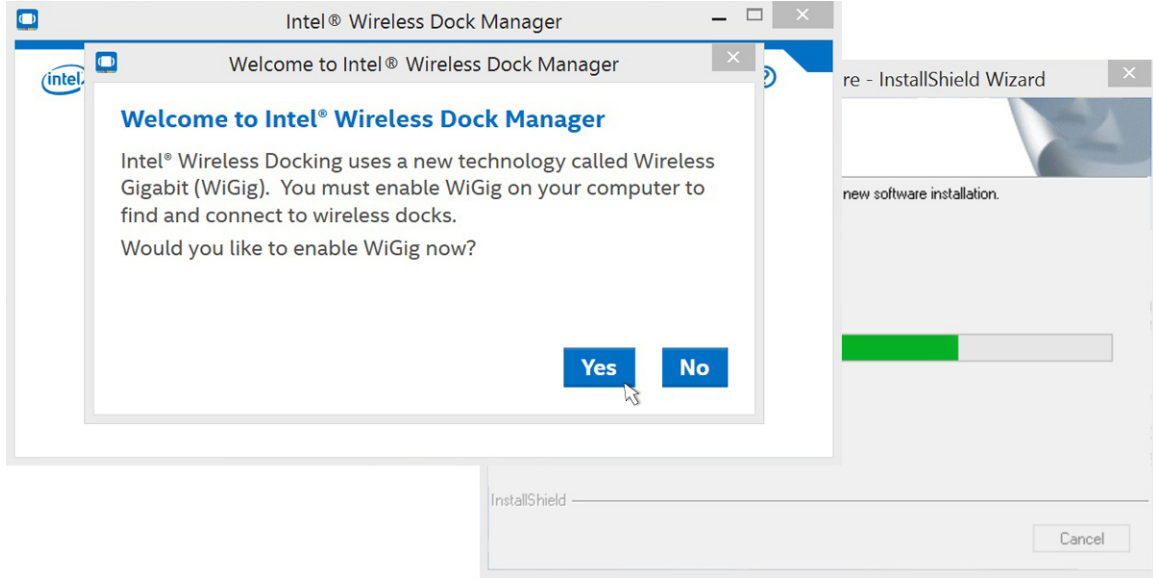 Intel® Wireless Dock Manager
Welcome to Intel® Wireless Dock Manager
intel
?
Welcome to Intel® Wireless Dock Manager
Intel® Wireless Docking uses a new technology called Wireless
Gigabit (WiGig). You must enable WiGig on your computer to
find and connect to wireless docks.
Would you like to enable WiGig now?
Yes No
re - InstallShield Wizard
new software installation.
InstallShield
Cancel